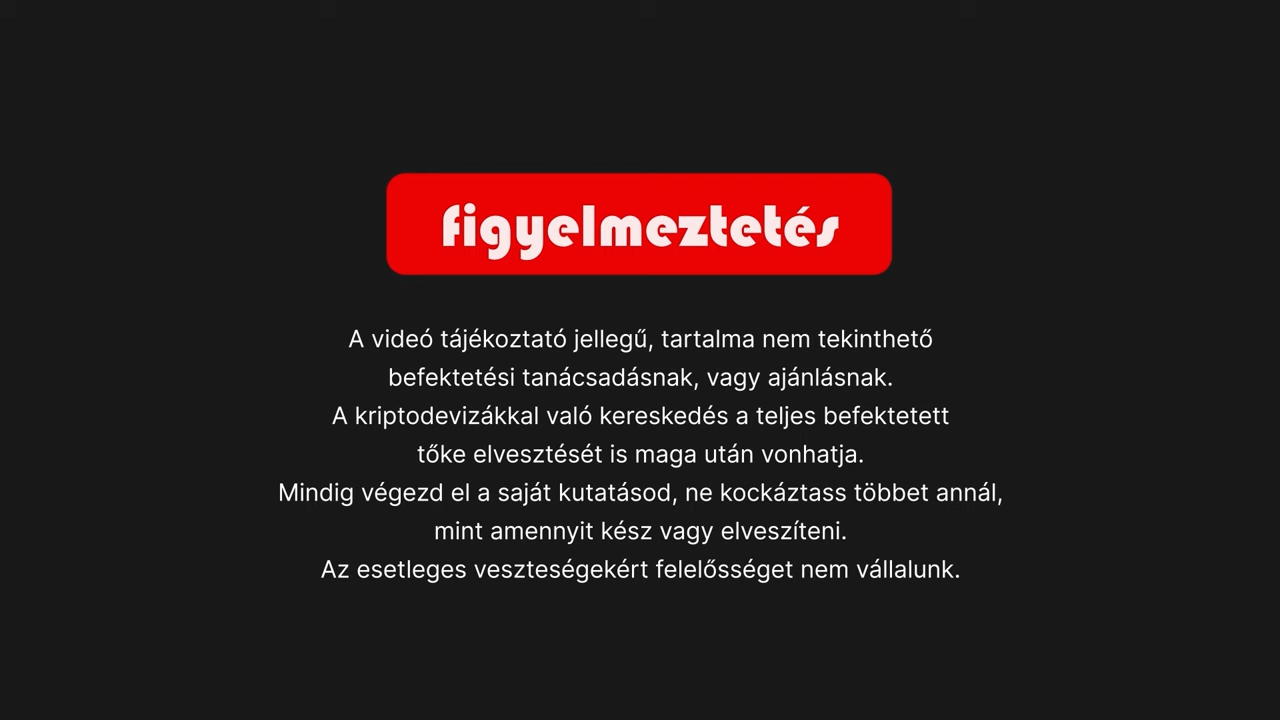 figyelmeztetés
A videó tájékoztató jellegű, tartalma nem tekinthető
befektetési tanácsadásnak, vagy ajánlásnak.
A kriptodevizákkal való kereskedés a teljes befektetett
tőke elvesztését is maga után vonhatja.
Mindig végezd el a saját kutatásod, ne kockáztass többet annál,
mint amennyit kész vagy elveszíteni.
Az esetleges veszteségekért felelősséget nem vállalunk.